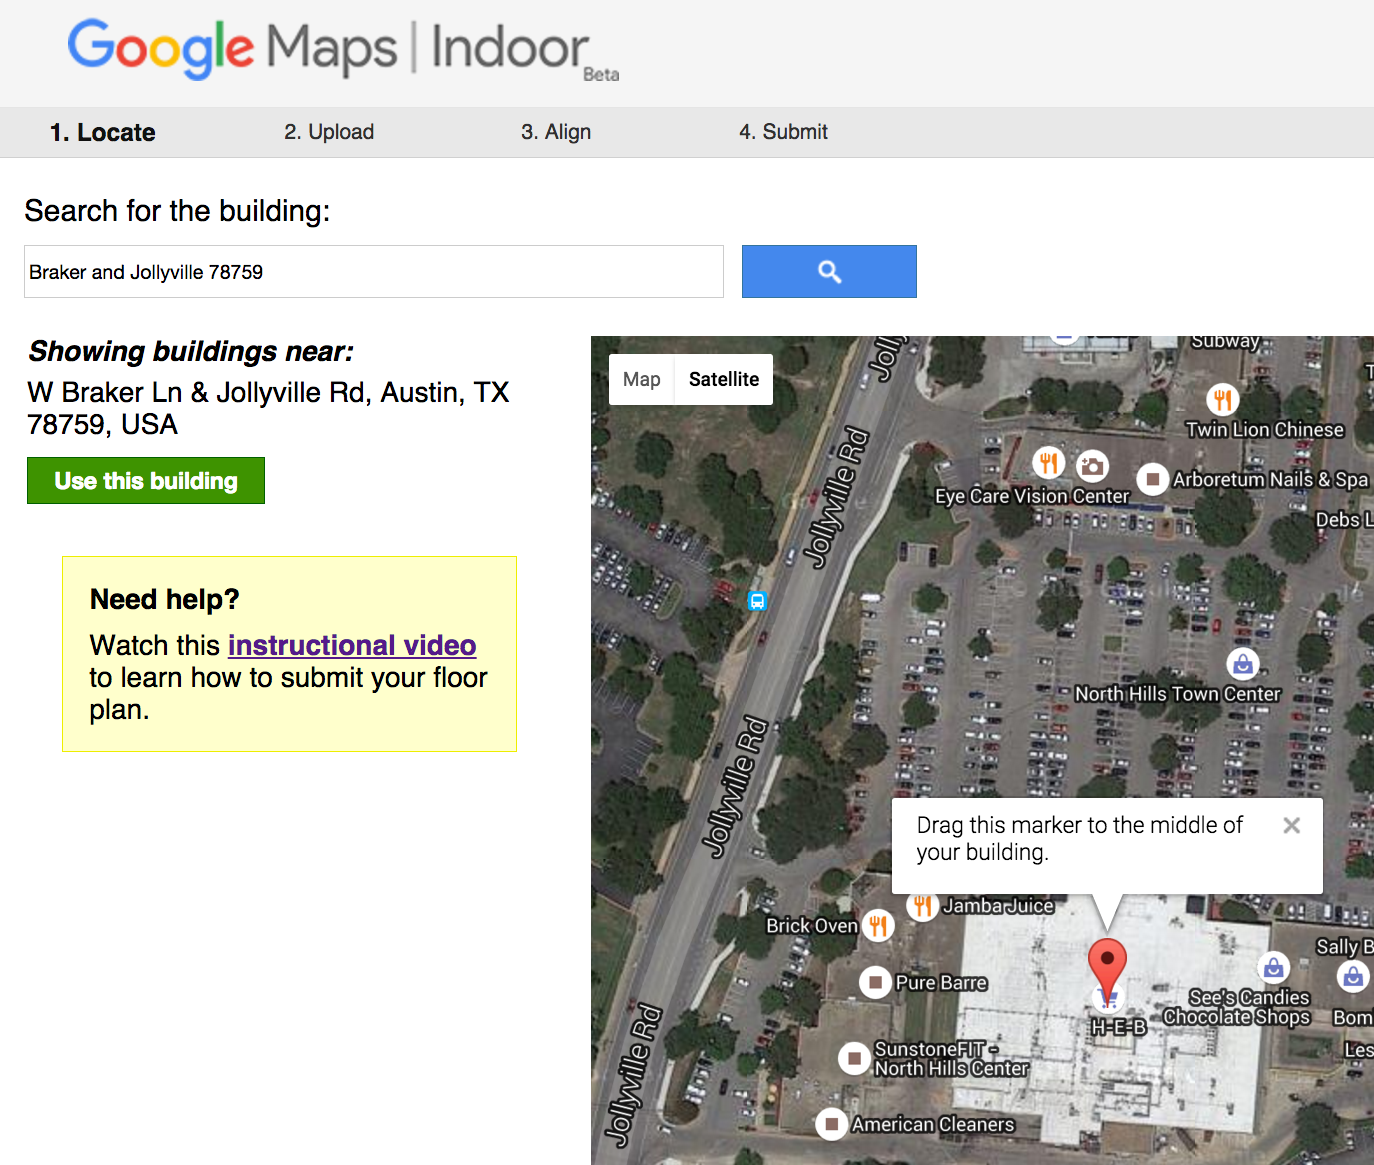 Google Maps | Indoor Beta
1. Locate
2. Upload
3. Align
4. Submit
Search for the building:
Braker and Jollyville 78759
Showing buildings near:
W Braker Ln & Jollyville Rd, Austin, TX
78759, USA
Use this building
Need help?
Watch this instructional video
to learn how to submit your floor
plan.
Map
Satellite
Jolly
Subway
Twin Lion Chinese
Jollyville Rd
Eye Care Vision Center
Arboretum Nails & Spa
Debs L
North Hills Town Center
Jollyville Rd
Drag this marker to the middle of
your building.
Jamba Juice
Brick Oven
Sally B
Pure Barre
See's Candies
Chocolate Shops
Bom
H-E-B
Les
Jollyville Rd
SunstoneFIT -
North Hills Center
American Cleaners